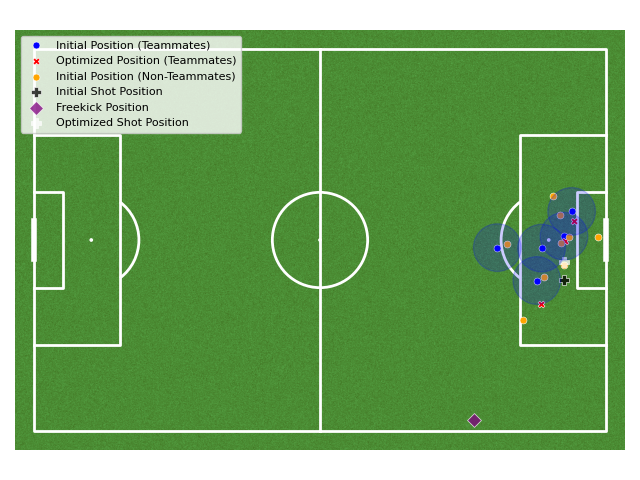 Initial Position (Teammates)
Optimized Position (Teammates)
Initial Position (Non-Teammates)
Initial Shot Position
Freekick Position
Optimized Shot Position